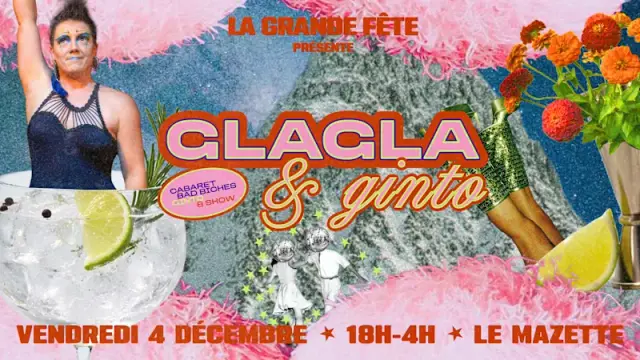 LA GRANDE FÊTE
PRÉSENTE
GLAGLA
& ginto
CABARET
BAD BICHES
& SHOW.
VENDREDI 4 DÉCEMBRE ★ 18H-4H ★ LE MAZETTE